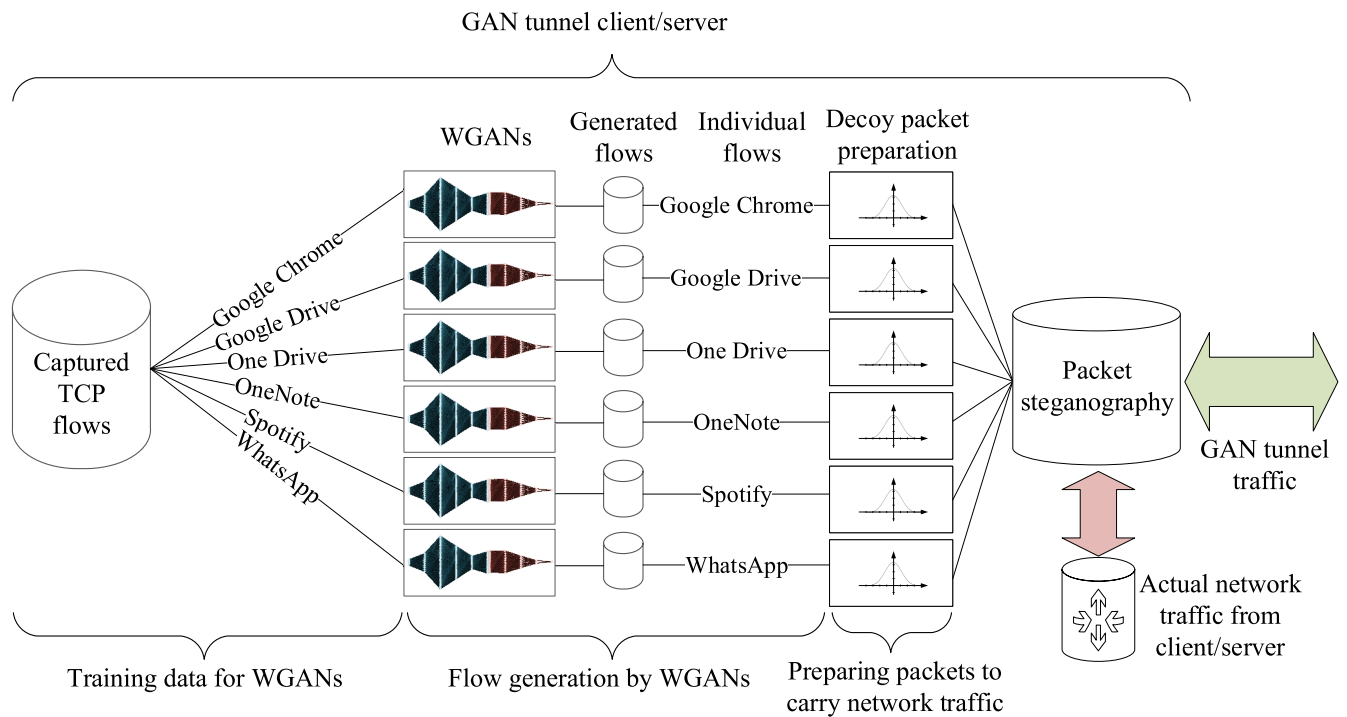 GAN tunnel client/server
WGANs
Generated
flows
Individual
flows
Decoy packet
preparation
Captured
TCP
flows
Google Chrome
Google Drive
One Drive
OneNote
Spotify
WhatsApp
Google Chrome
Google Drive
One Drive
OneNote
Spotify
WhatsApp
Packet
steganography
GAN tunnel
traffic
Actual network
traffic from
client/server
Training data for WGANs
Flow generation by WGANs
Preparing packets to
carry network traffic